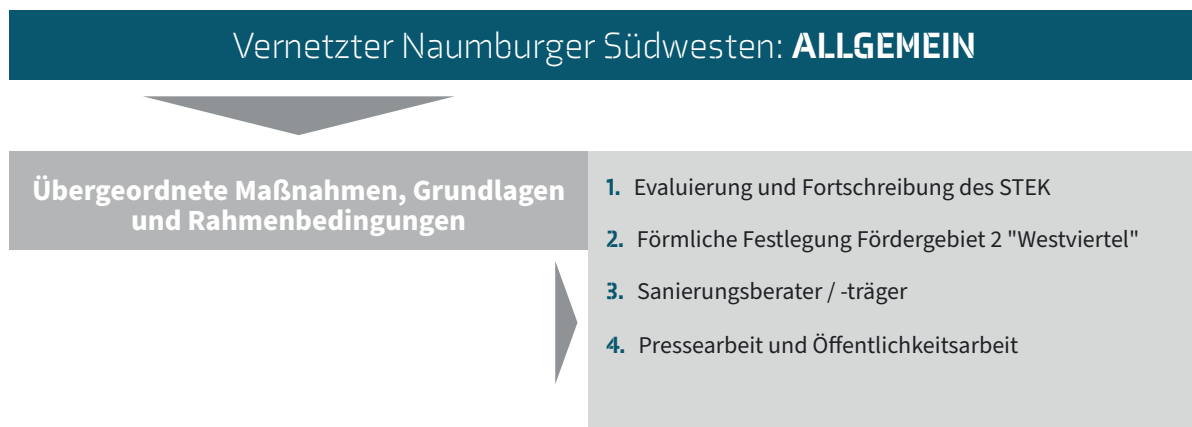 Vernetzter Naumburger Südwesten: ALLGEMEIN
Übergeordnete Maßnahmen, Grundlagen
und Rahmenbedingungen
1. Evaluierung und Fortschreibung des STEK
2. Förmliche Festlegung Fördergebiet 2 "Westviertel"
3. Sanierungsberater / -träger
4. Pressearbeit und Öffentlichkeitsarbeit